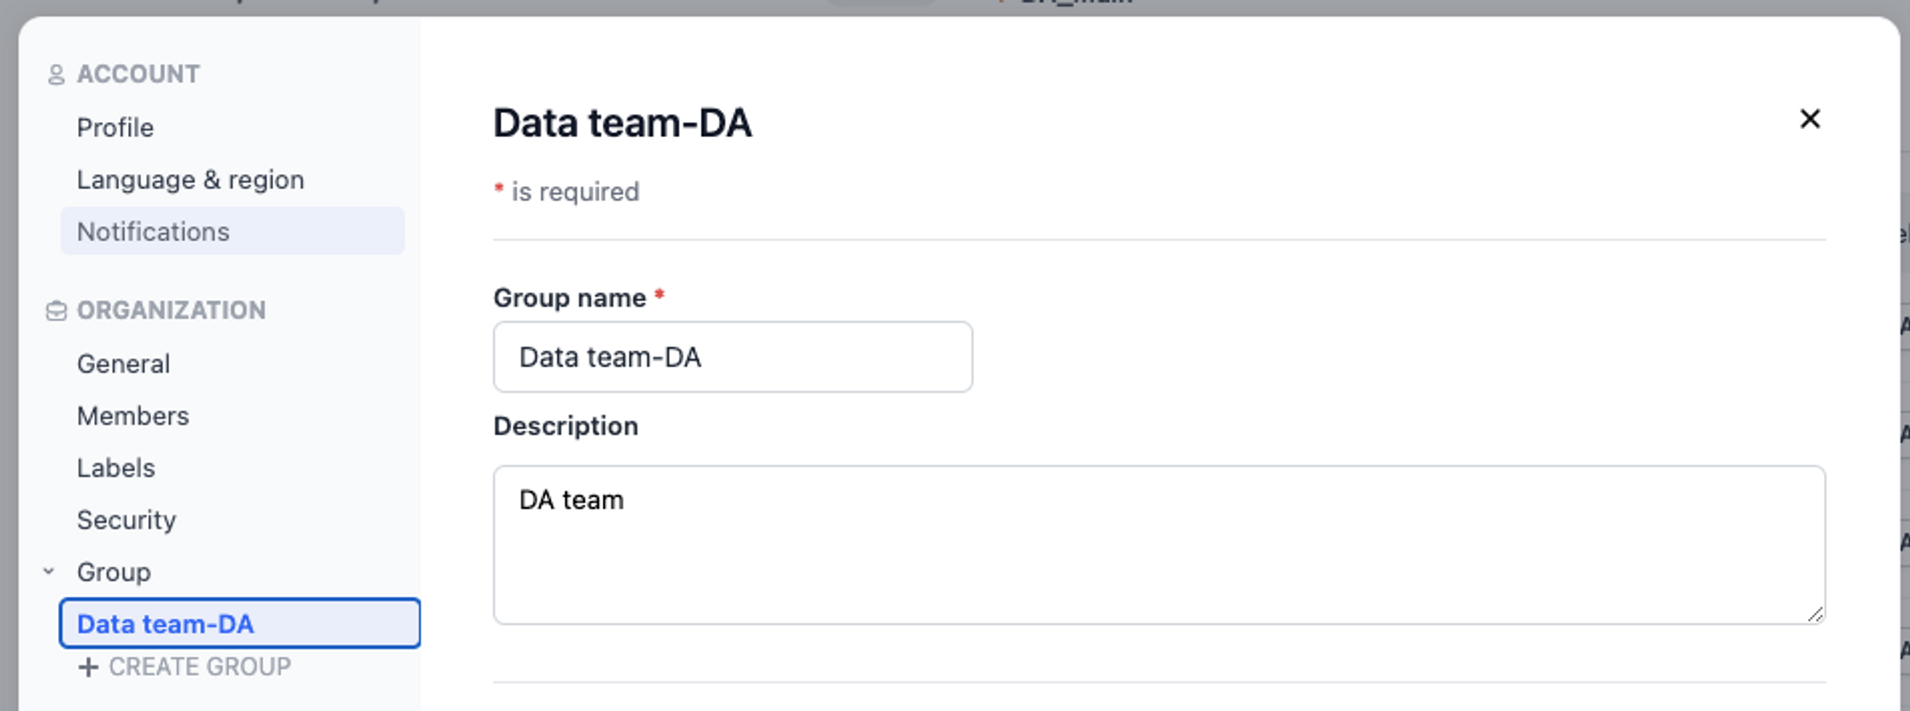 ACCOUNT
Profile
Language & region
Notifications
ORGANIZATION
General
Members
Labels
Security
Group
Data team-DA
+ CREATE GROUP
Data team-DA
* is required
Group name *
Data team-DA
Description
DA team